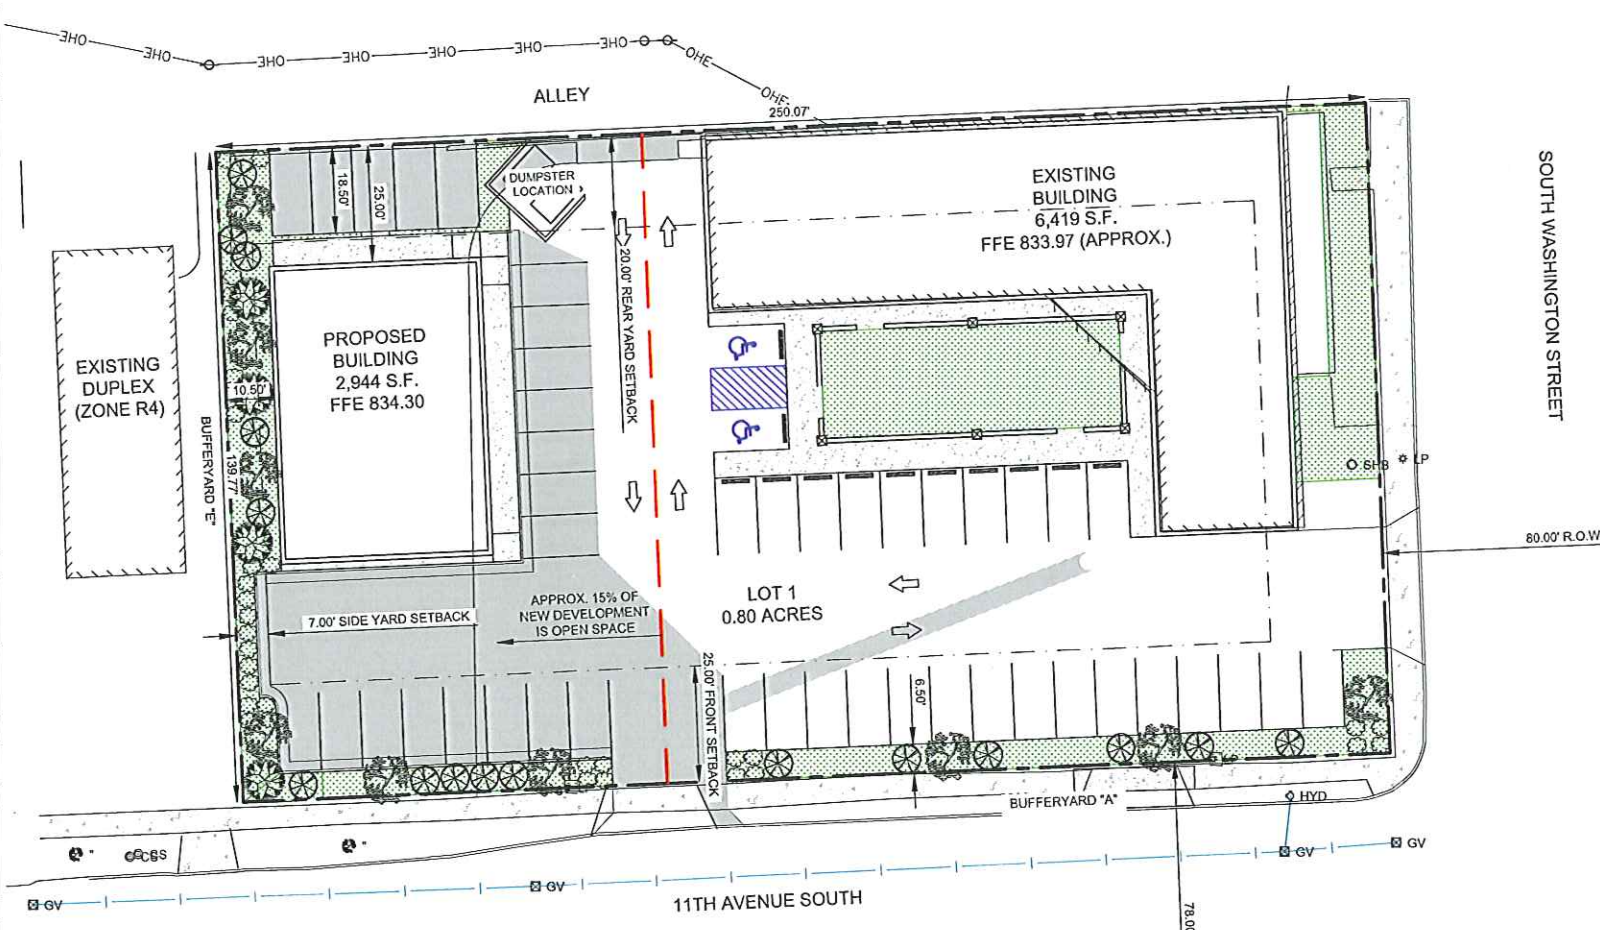 OHE
OHE
OHE
OHE
OHE
OHE
OHE
OHE
OHE
ALLEY
250.07'
DUMPSTER
LOCATION
18.50'
25.00'
EXISTING
BUILDING
6,419 S.F.
FFE 833.97 (APPROX.)
SOUTH WASHINGTON STREET
20.00' REAR YARD SETBACK
PROPOSED
BUILDING
2,944 S.F.
FFE 834.30
EXISTING
DUPLEX
(ZONE R4)
10.50'
BUFFERYARD "E"
139.77'
SHB
LP
80.00' R.O.W
LOT 1
0.80 ACRES
APPROX. 15% OF
NEW DEVELOPMENT
IS OPEN SPACE
7.00' SIDE YARD SETBACK
25.00' FRONT SETBACK
6.50'
BUFFERYARD "A"
HYD
GV
GV
GV
GV
11TH AVENUE SOUTH
78.00